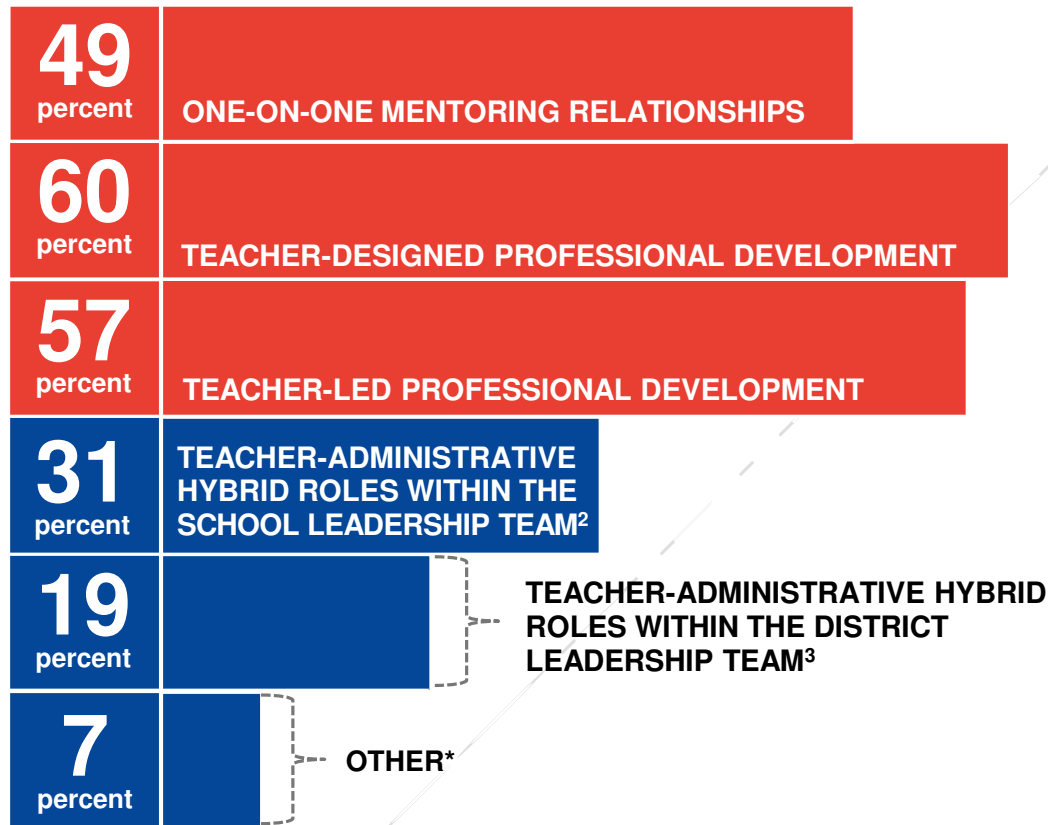 49
percent
ONE-ON-ONE MENTORING RELATIONSHIPS
60
percent
TEACHER-DESIGNED PROFESSIONAL DEVELOPMENT
57
percent
TEACHER-LED PROFESSIONAL DEVELOPMENT
31
percent
TEACHER-ADMINISTRATIVE
HYBRID ROLES WITHIN THE
SCHOOL LEADERSHIP TEAM²
19
percent
TEACHER-ADMINISTRATIVE HYBRID
ROLES WITHIN THE DISTRICT
LEADERSHIP TEAM³
7
percent
OTHER*